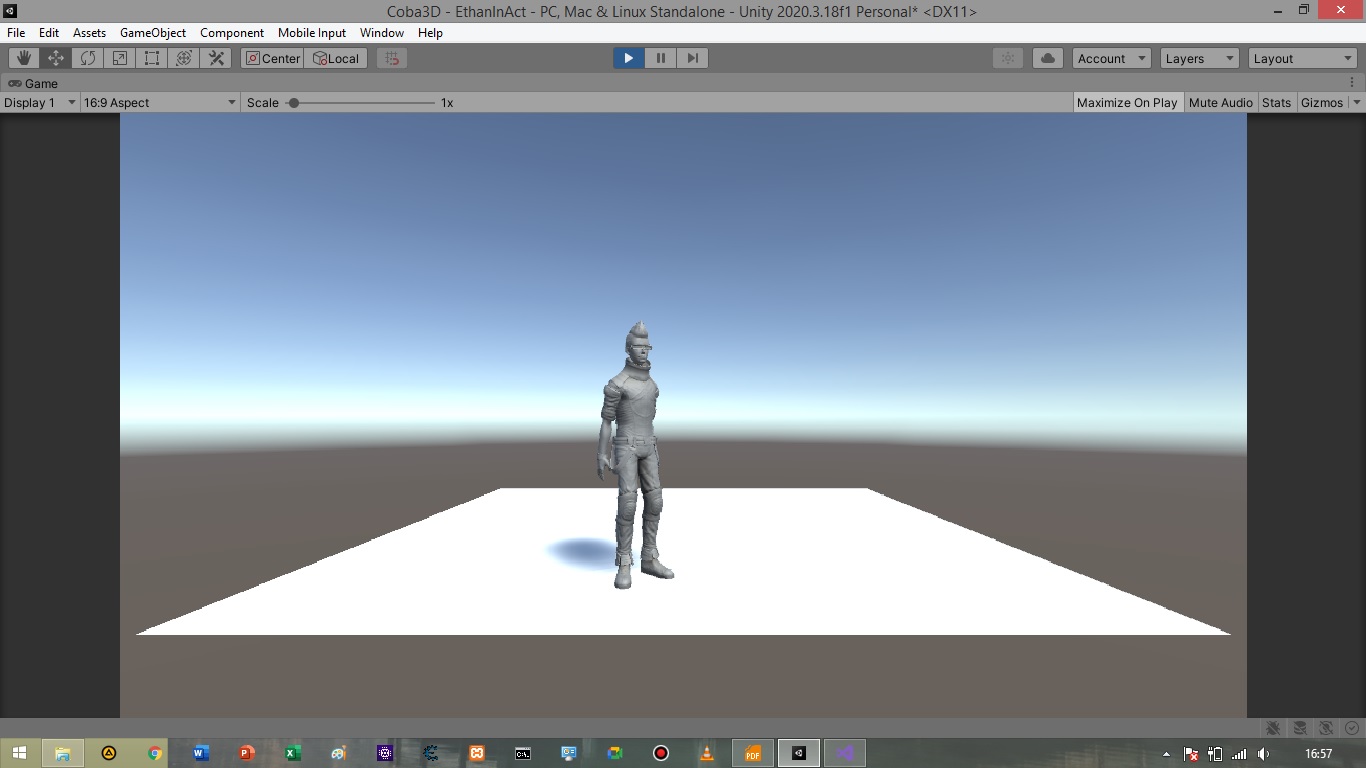 Coba3D - EthanInAct - PC, Mac & Linux Standalone - Unity 2020.3.18f1 Personal* <DX11>
File Edit Assets GameObject Component Mobile Input Window Help
Center Local Account Layers Layout
Game
Display 1 16:9 Aspect Scale 1x Maximize On Play Mute Audio Stats Gizmos
PDF
16:57